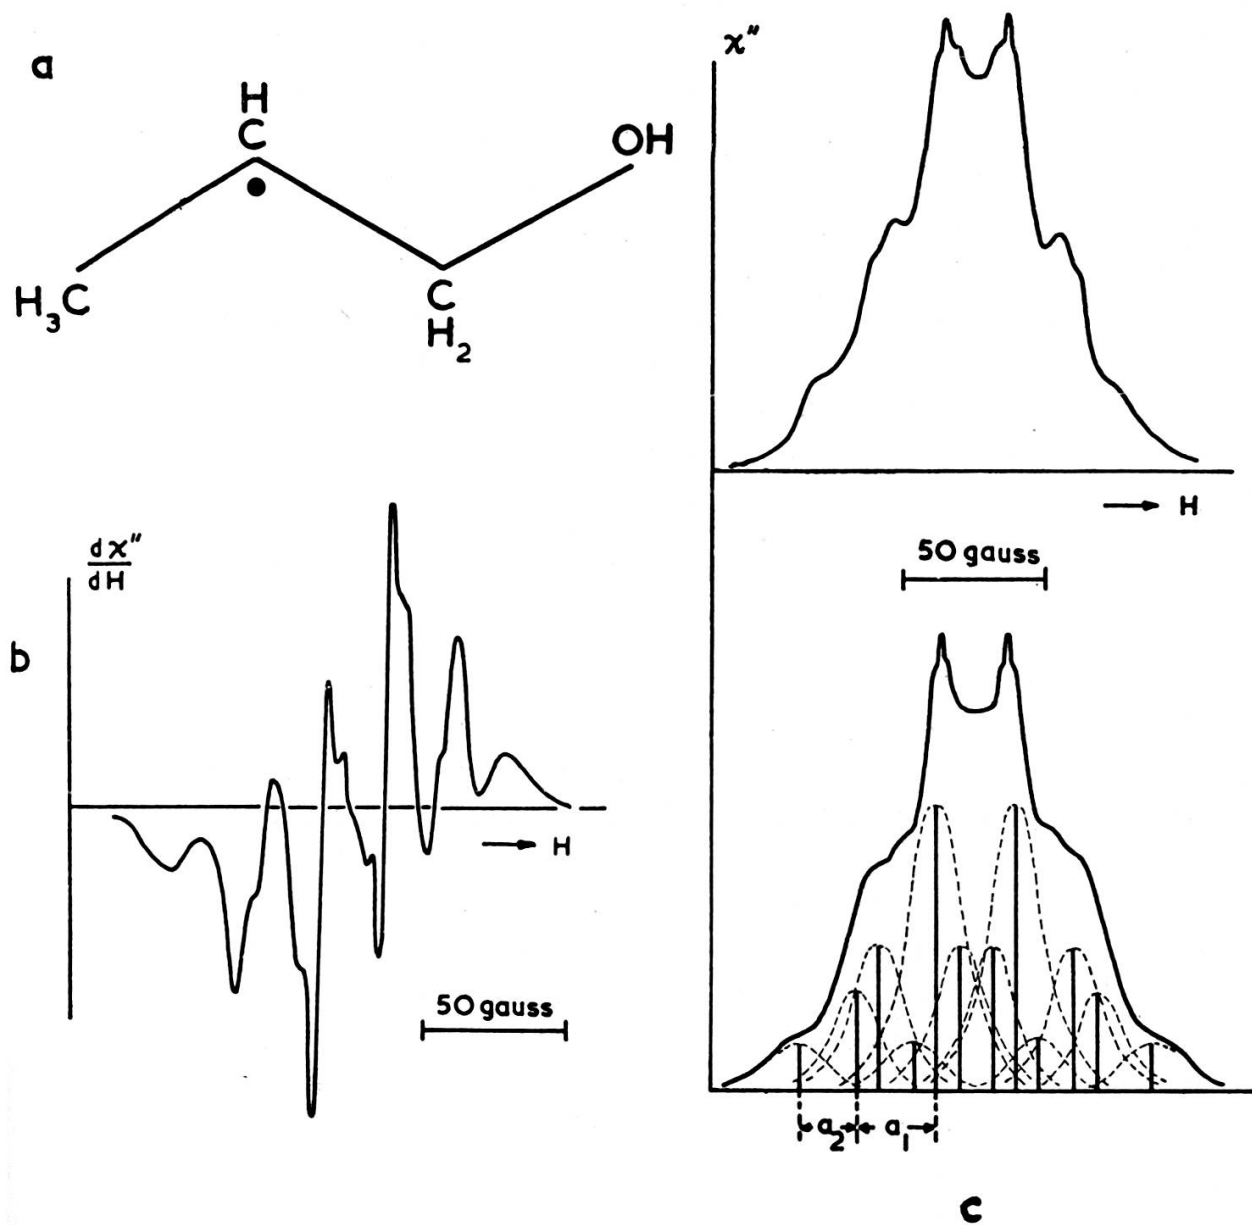 a
H
C
•
OH
H₃C
C
H₂
b
dχ″
dH
→ H
50 gauss
χ″
→ H
50 gauss
a₂ a₁
c